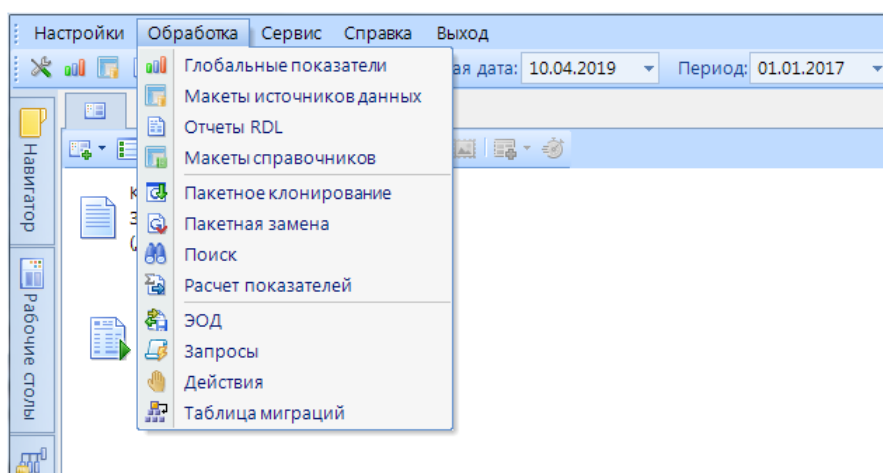 Настройки Обработка Сервис Справка Выход
ая дата: 10.04.2019 Период: 01.01.2017
Глобальные показатели
Макеты источников данных
Отчеты RDL
Макеты справочников
Пакетное клонирование
Пакетная замена
Поиск
Расчет показателей
ЭОД
Запросы
Действия
Таблица миграций
Навигатор
Рабочие столы